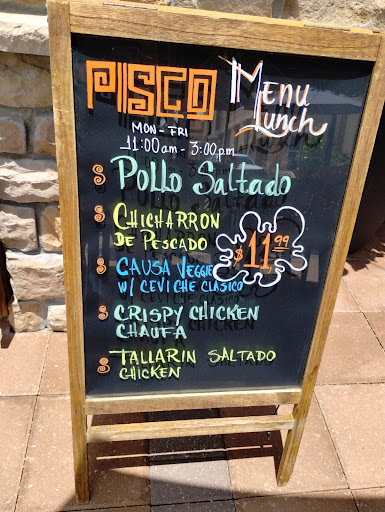 PISCO
MENU
Lunch
MON-FRI
11:00am - 3:00pm
Pollo Saltado
CHICHARRON
DE PESCADO
$11.99
CAUSA VEGGIE
W/ CEVICHE CLASICO
CRISPY CHICKEN
CHAUFA
TALLARIN SALTADO
CHICKEN